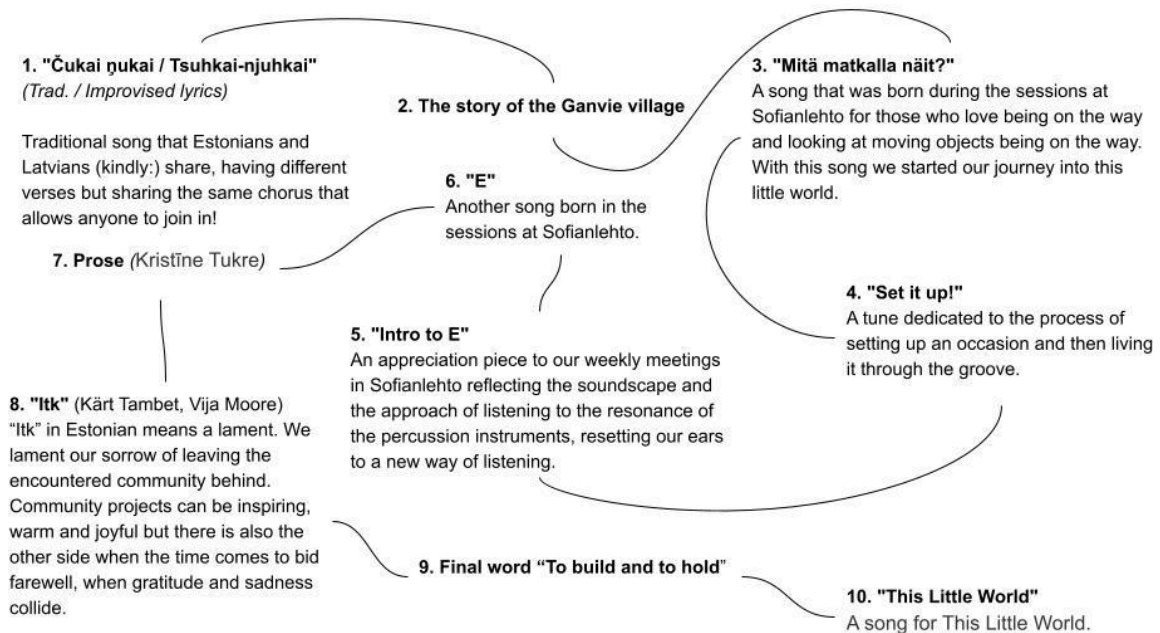 1. "Čukai ņukai / Tsuhkai-njuhkai"
(Trad. / Improvised lyrics)
Traditional song that Estonians and
Latvians (kindly:) share, having different
verses but sharing the same chorus that
allows anyone to join in!
2. The story of the Ganvie village
3. "Mitä matkalla näit?"
A song that was born during the sessions at
Sofianlehto for those who love being on the way
and looking at moving objects being on the way.
With this song we started our journey into this
little world.
4. "Set it up!"
A tune dedicated to the process of
setting up an occasion and then living
it through the groove.
5. "Intro to E"
An appreciation piece to our weekly meetings
in Sofianlehto reflecting the soundscape and
the approach of listening to the resonance of
the percussion instruments, resetting our ears
to a new way of listening.
6. "E"
Another song born in the
sessions at Sofianlehto.
7. Prose (Kristīne Tukre)
8. "Itk" (Kärt Tambet, Vija Moore)
“Itk” in Estonian means a lament. We
lament our sorrow of leaving the
encountered community behind.
Community projects can be inspiring,
warm and joyful but there is also the
other side when the time comes to bid
farewell, when gratitude and sadness
collide.
9. Final word “To build and to hold”
10. "This Little World"
A song for This Little World.